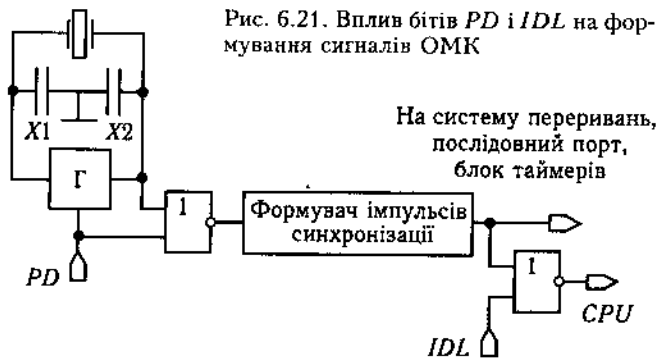 Рис. 6.21. Вплив бітів PD і IDL на фор-
мування сигналів ОМК
X1
X2
На систему переривань,
послідовний порт,
блок таймерів
Г
1
Формувач імпульсів
синхронізації
PD
1
CPU
IDL